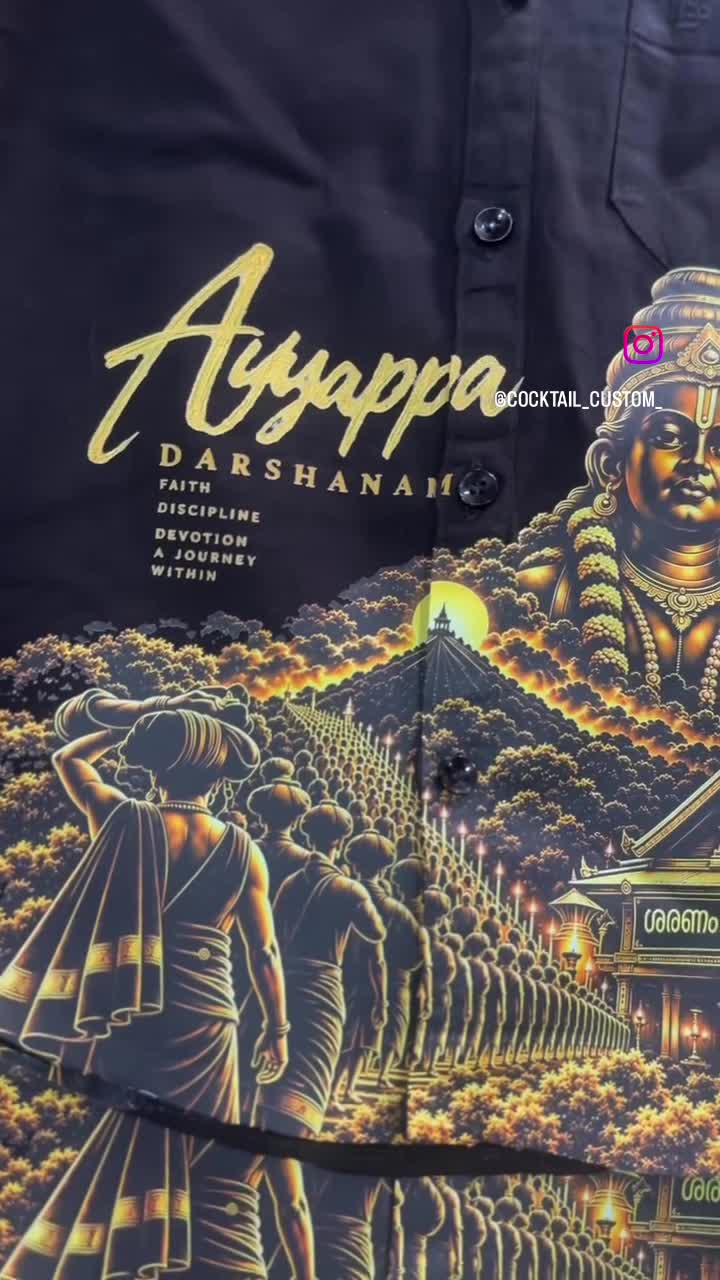 Ayyappa
DARSHANAM
FAITH
DISCIPLINE
DEVOTION
A JOURNEY
WITHIN
@COCKTAIL_CUSTOM_
ശരണം